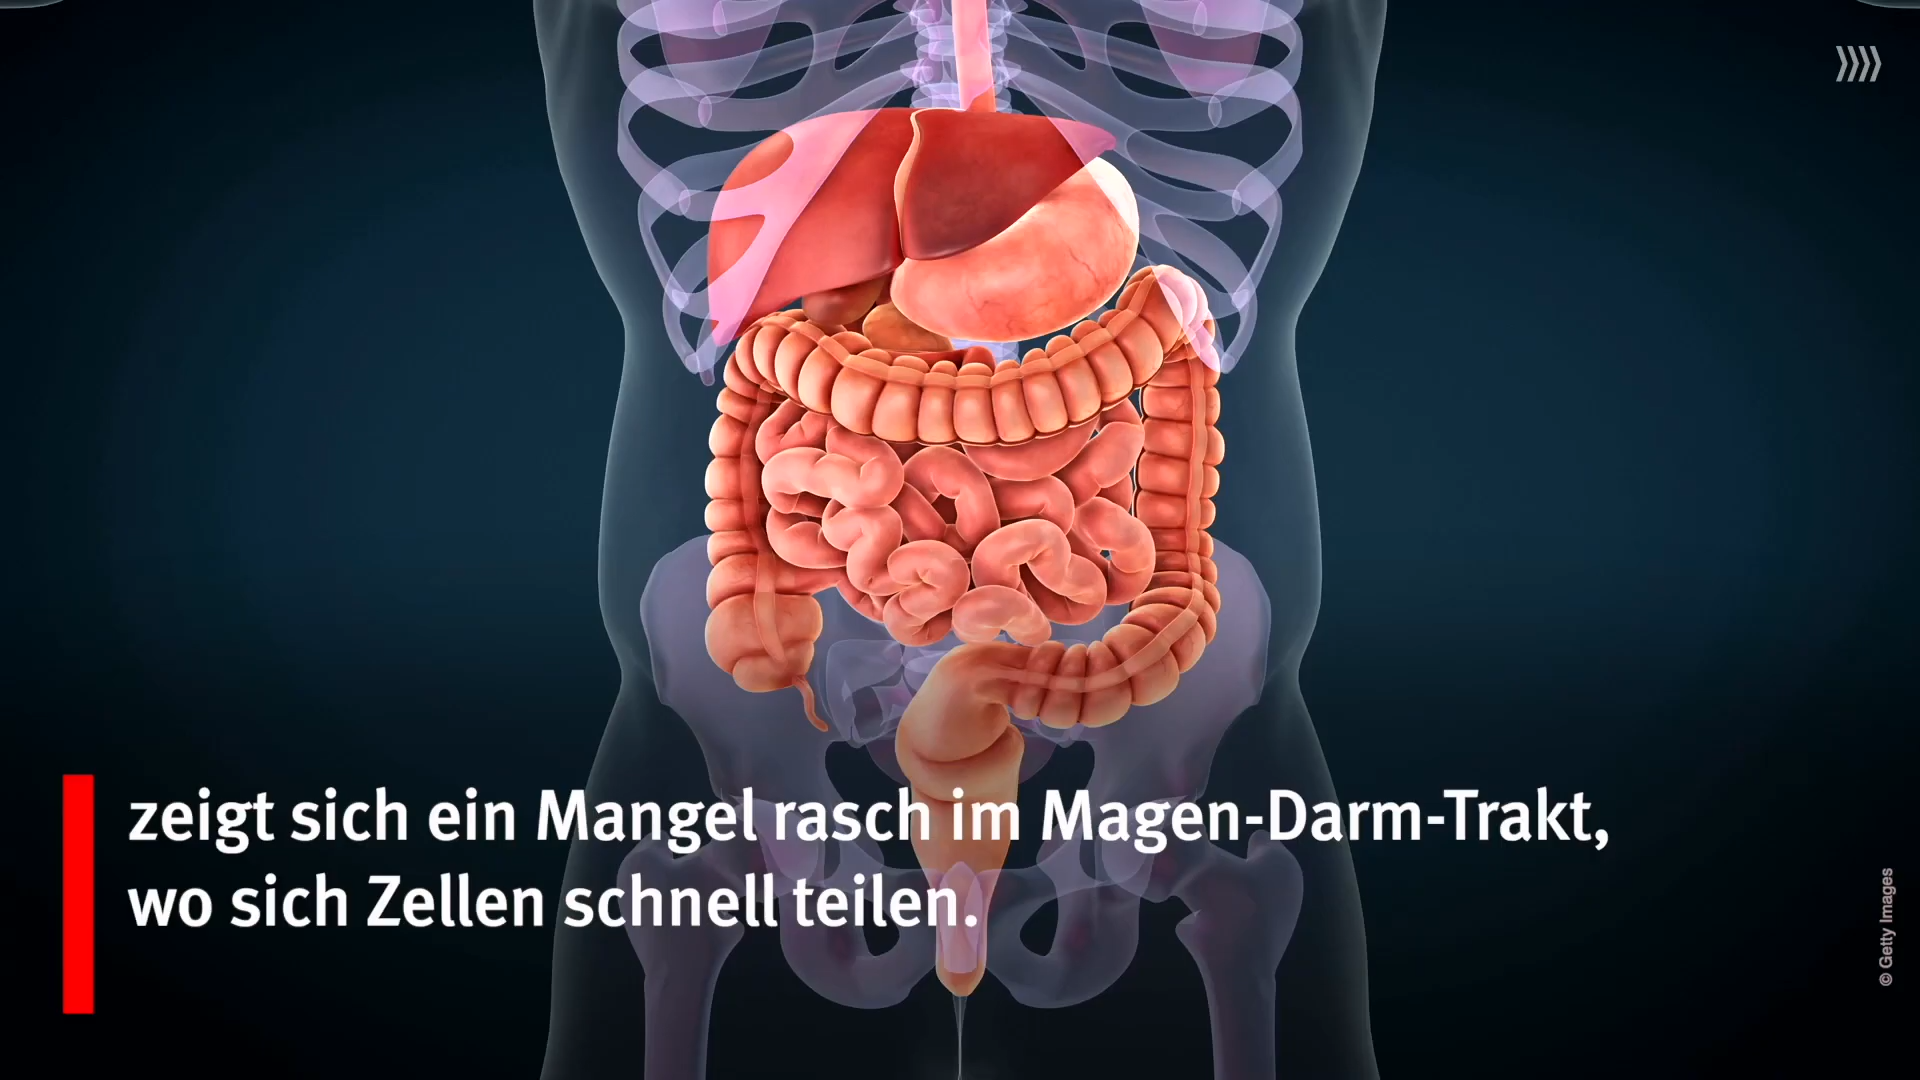 zeigt sich ein Mangel rasch im Magen-Darm-Trakt,
wo sich Zellen schnell teilen.
© Getty Images